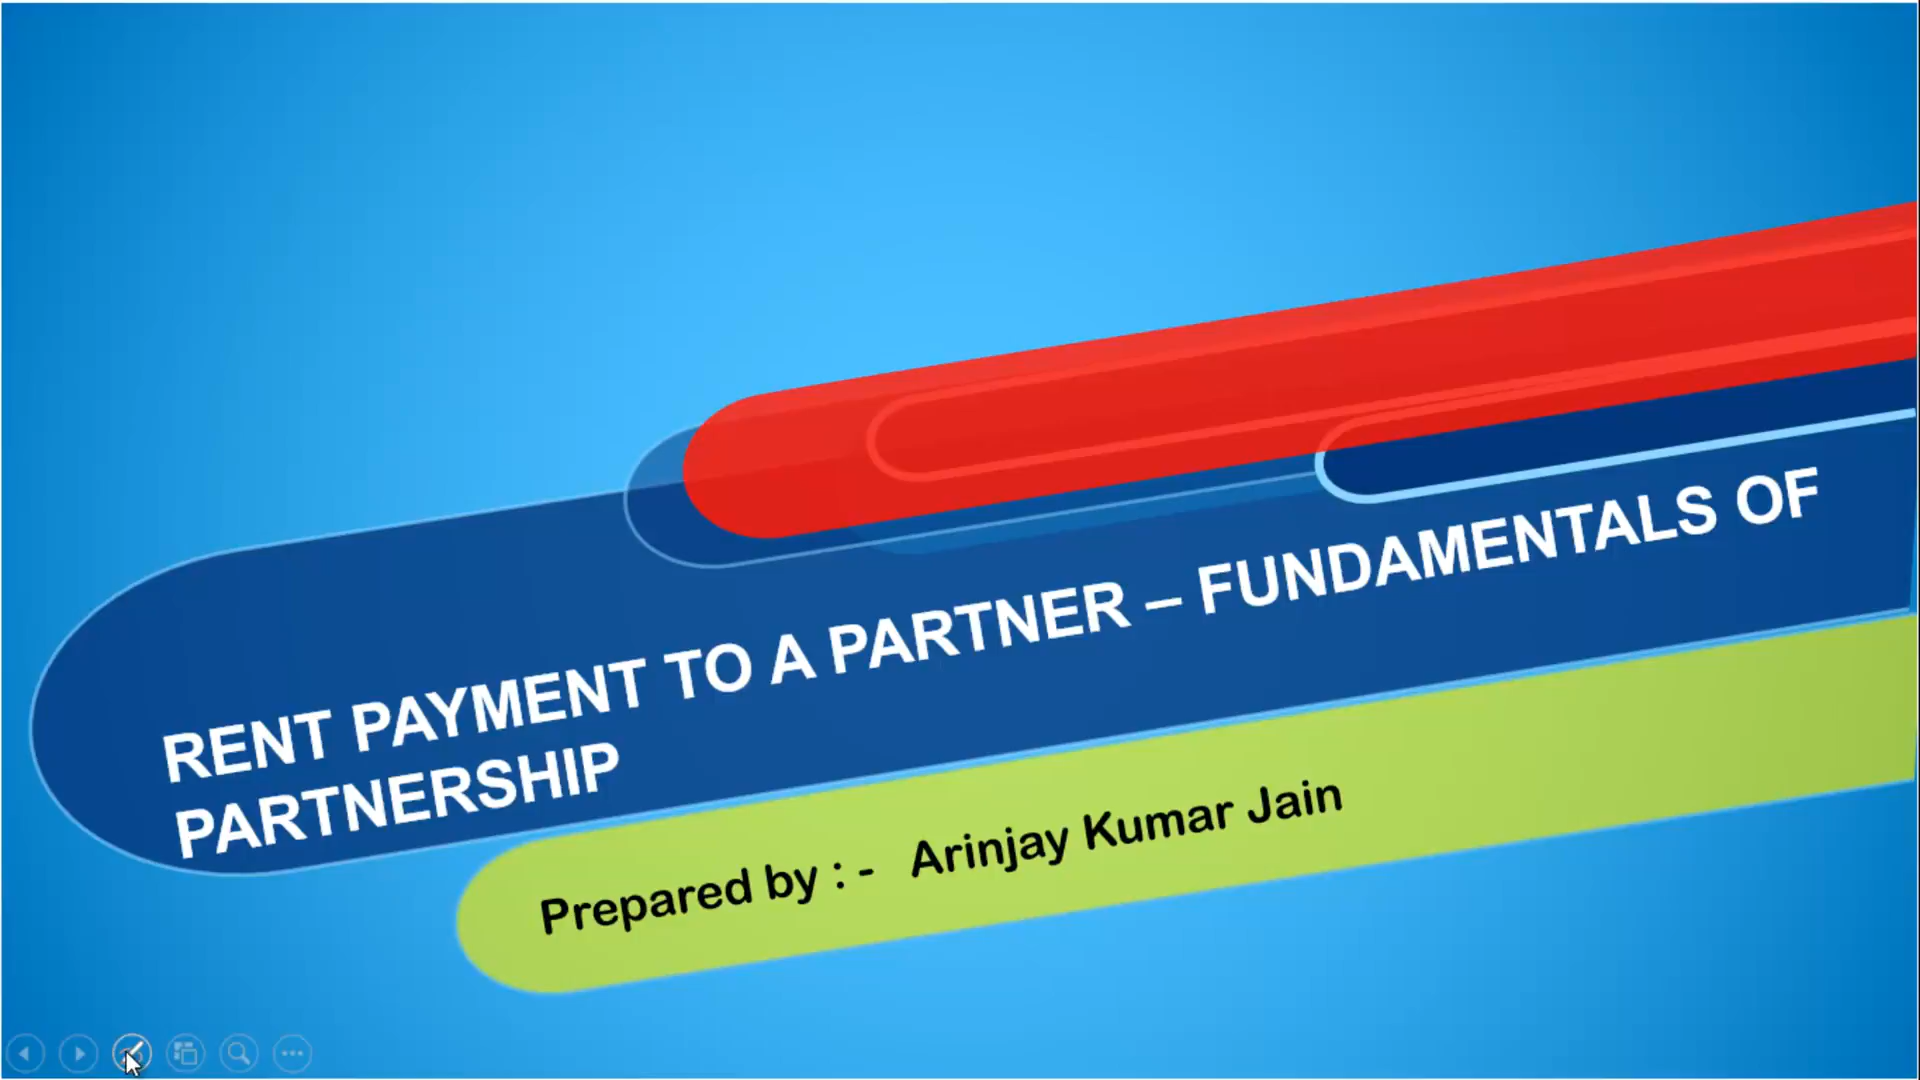 RENT PAYMENT TO A PARTNER – FUNDAMENTALS OF
PARTNERSHIP
Prepared by : - Arinjay Kumar Jain